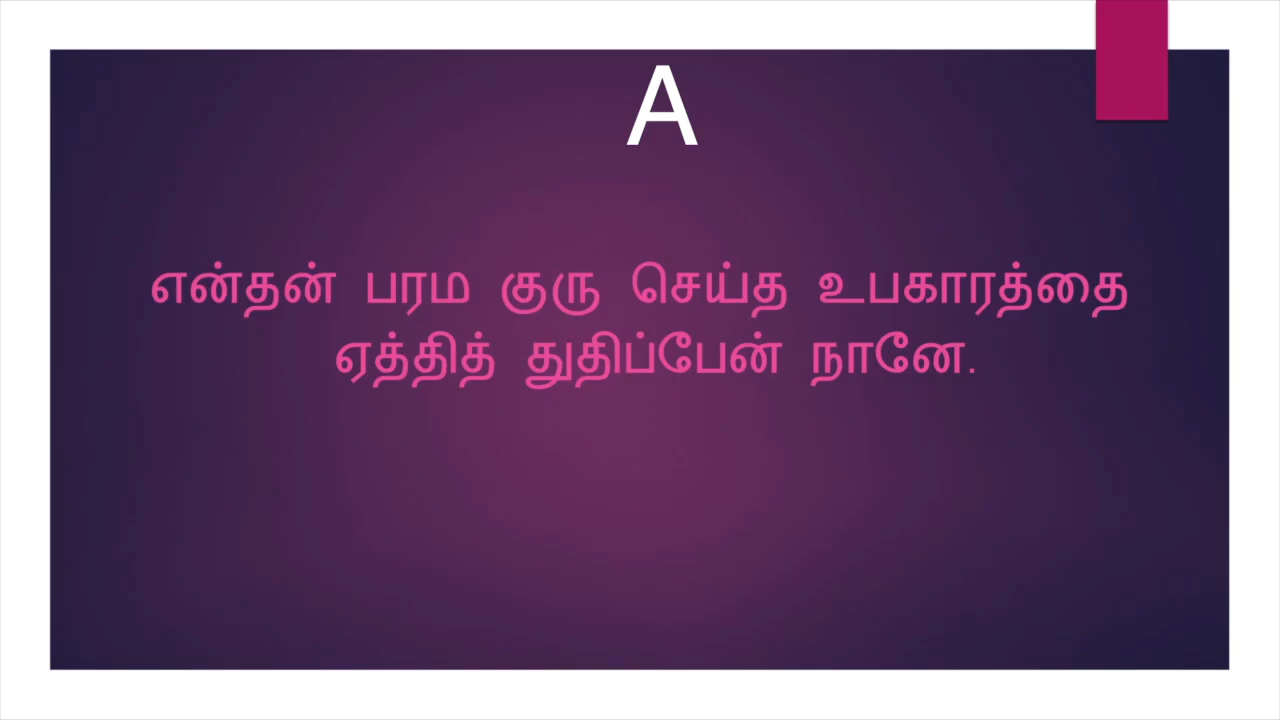 A
என்தன் பரம குரு செய்த உபகாரத்தை
ஏத்தித் துதிப்பேன் நானே.